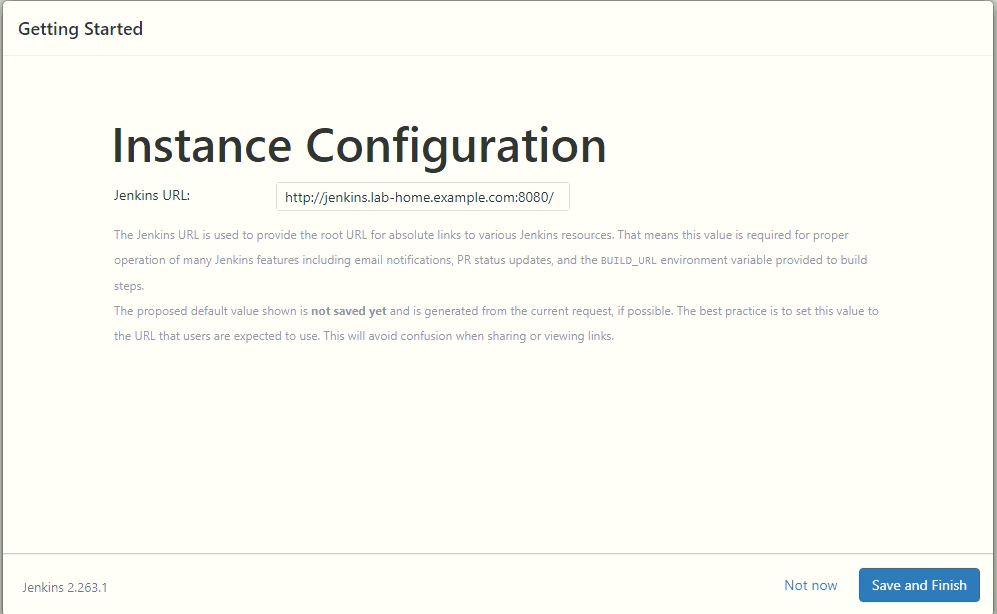 Getting Started
Instance Configuration
Jenkins URL:
http://jenkins.lab-home.example.com:8080/
The Jenkins URL is used to provide the root URL for absolute links to various Jenkins resources. That means this value is required for proper
operation of many Jenkins features including email notifications, PR status updates, and the BUILD_URL environment variable provided to build
steps.
The proposed default value shown is not saved yet and is generated from the current request, if possible. The best practice is to set this value to
the URL that users are expected to use. This will avoid confusion when sharing or viewing links.
Jenkins 2.263.1
Not now
Save and Finish